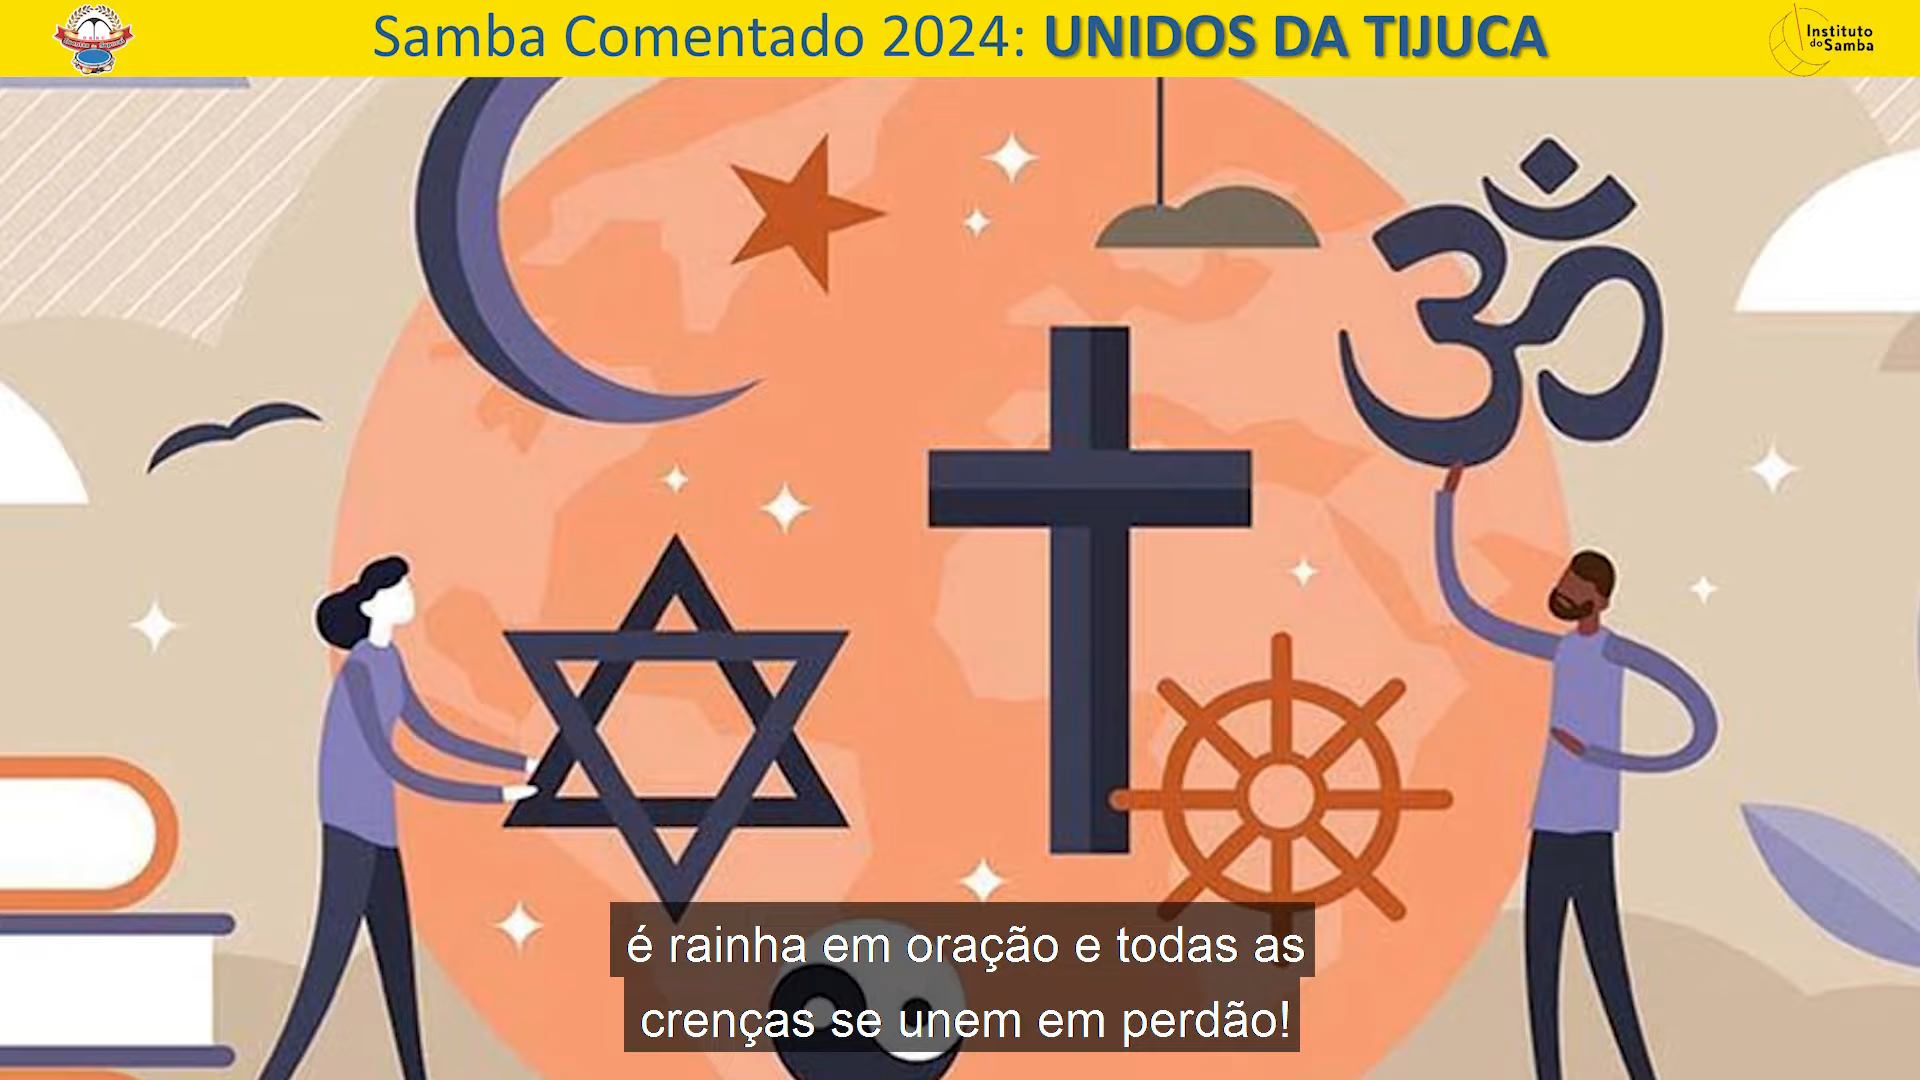 Samba Comentado 2024: UNIDOS DA TIJUCA
Instituto
do Samba
é rainha em oração e todas as
crenças se unem em perdão!